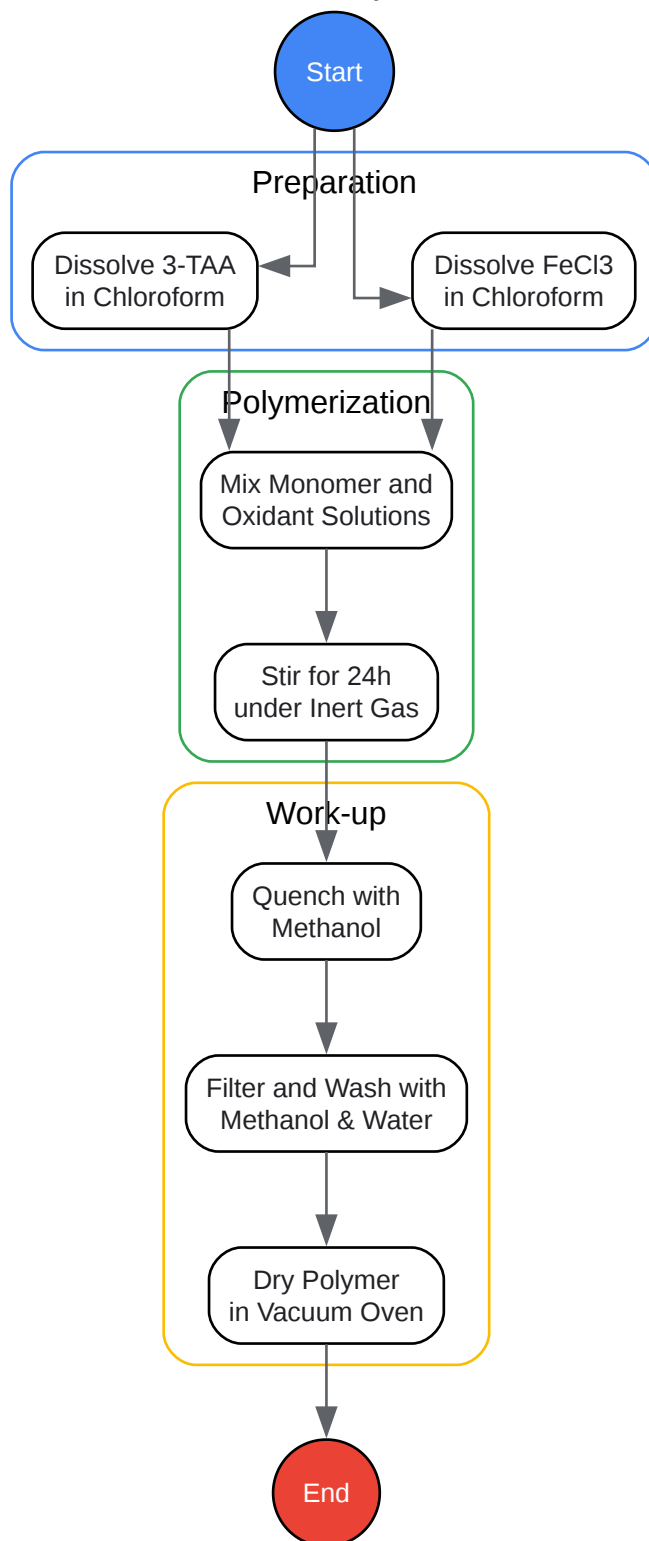 Start
Preparation
Dissolve 3-TAA
in Chloroform
Dissolve FeCl3
in Chloroform
Polymerization
Mix Monomer and
Oxidant Solutions
Stir for 24h
under Inert Gas
Work-up
Quench with
Methanol
Filter and Wash with
Methanol & Water
Dry Polymer
in Vacuum Oven
End